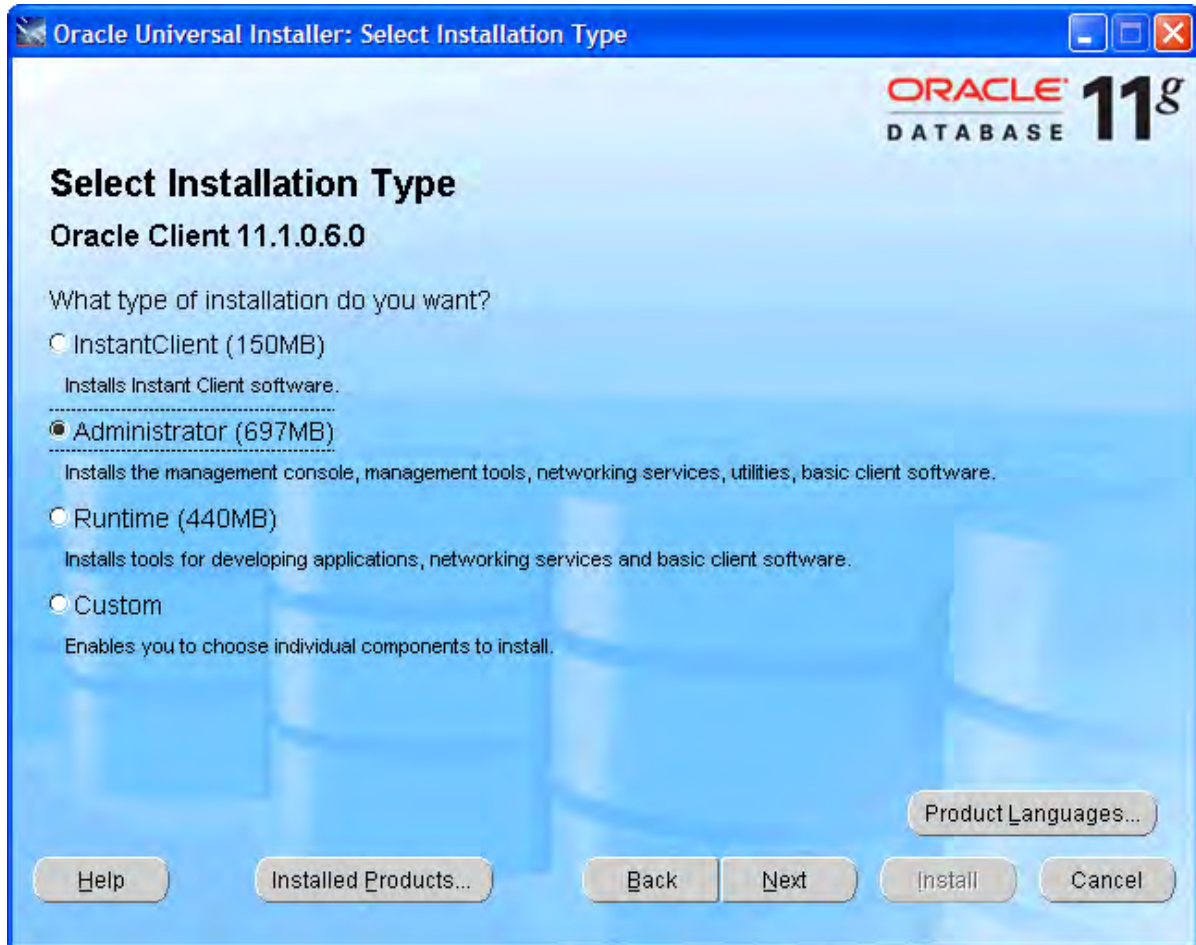 Oracle Universal Installer: Select Installation Type
ORACLE 11g
DATABASE
Select Installation Type
Oracle Client 11.1.0.6.0
What type of installation do you want?
InstantClient (150MB)
Installs Instant Client software.
Administrator (697MB)
Installs the management console, management tools, networking services, utilities, basic client software.
Runtime (440MB)
Installs tools for developing applications, networking services and basic client software.
Custom
Enables you to choose individual components to install.
Product Languages...
Help Installed Products... Back Next Install Cancel